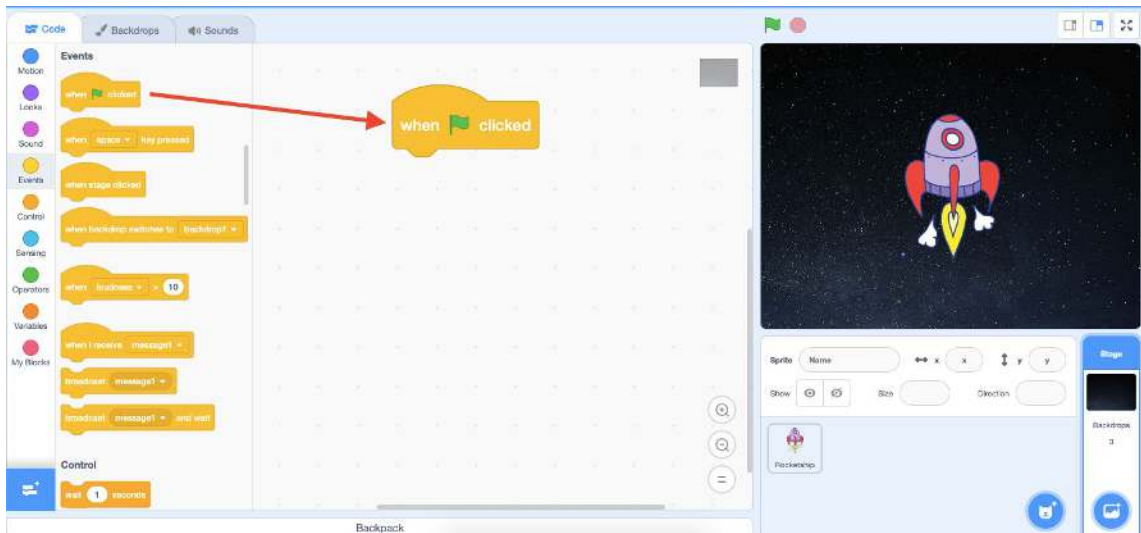 Code
Backdrops
Sounds
Motion
Looks
Sound
Events
Control
Sensing
Operators
Variables
My Blocks
Events
when clicked
when space key pressed
when stage clicked
when backdrop switches to backdrop1
when loudness > 10
when I receive message1
broadcast message1
broadcast message1 and wait
Control
wait 1 seconds
when clicked
=
Backpack
Sprite Name x x y y
Show Size Direction
Rocketship
Stage
Backdrops
3